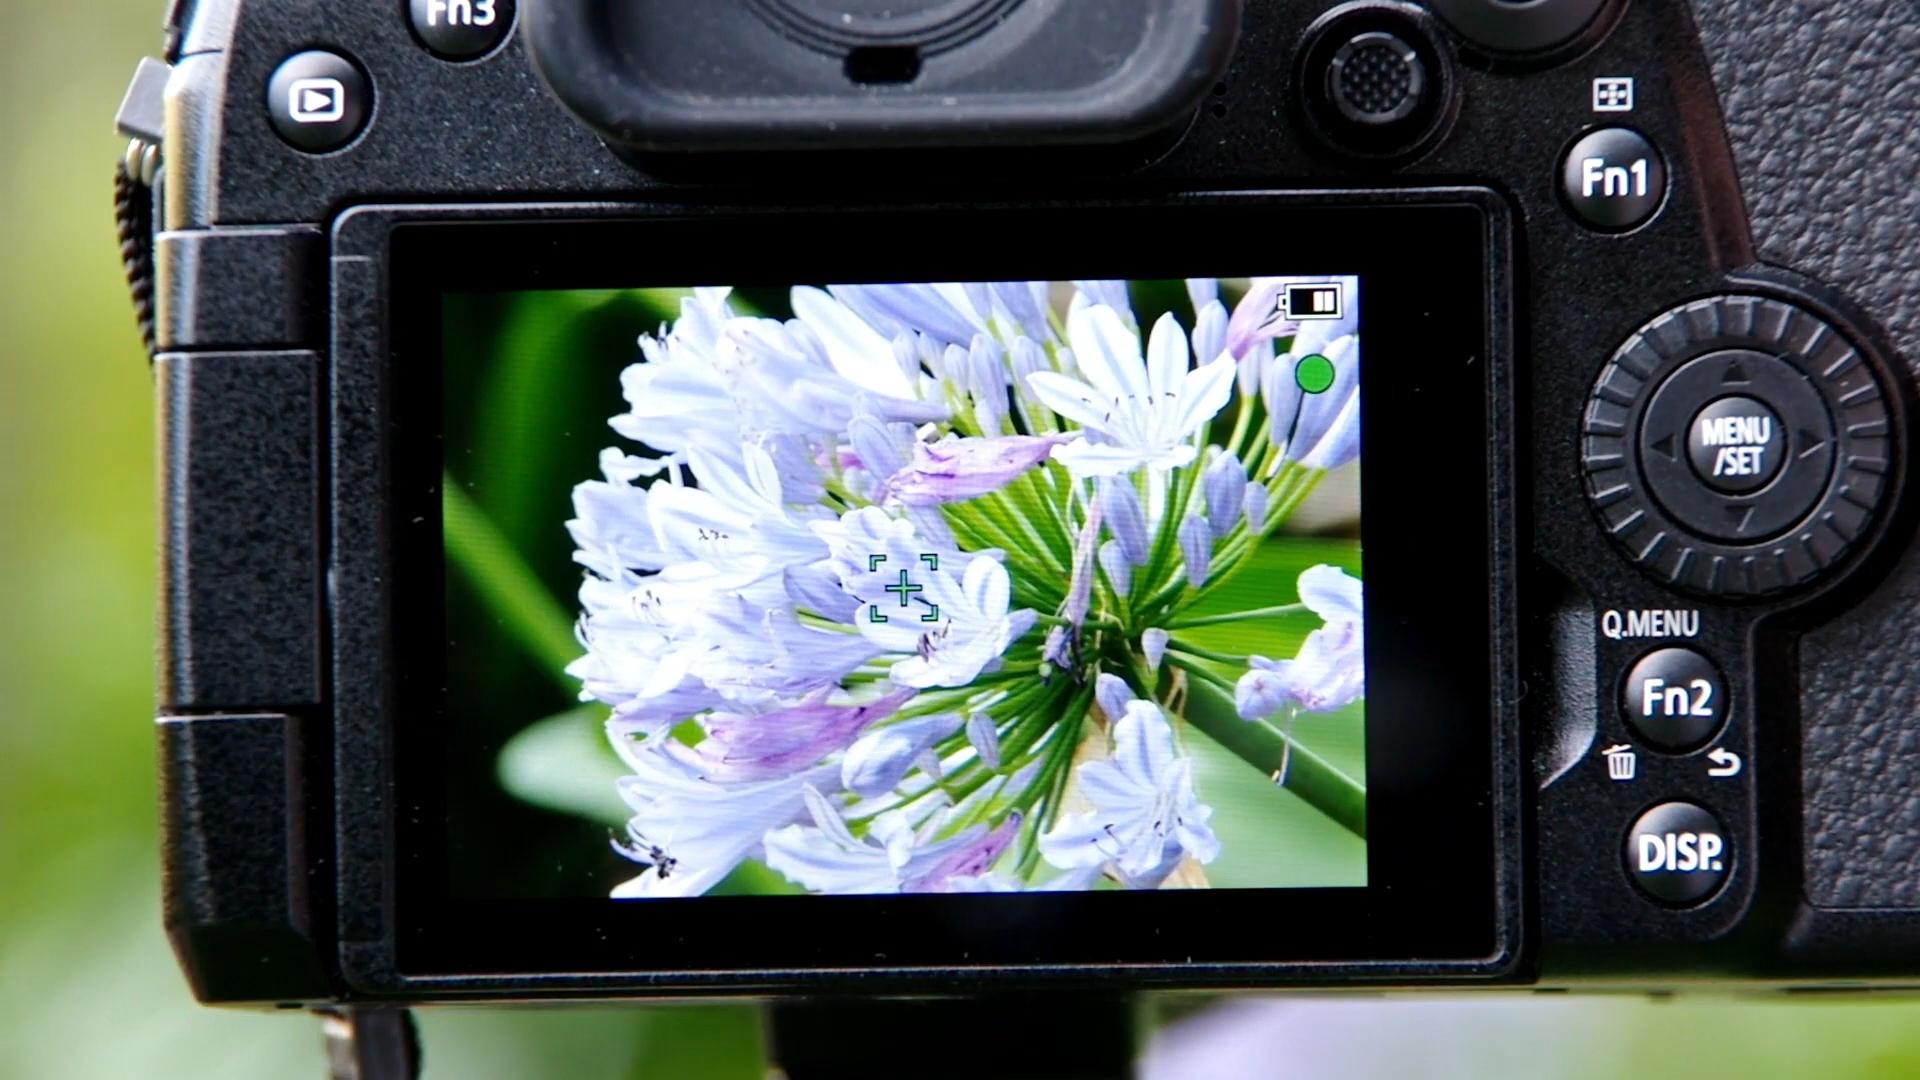 Fn3
Fn1
MENU
/SET
Q.MENU
Fn2
DISP.